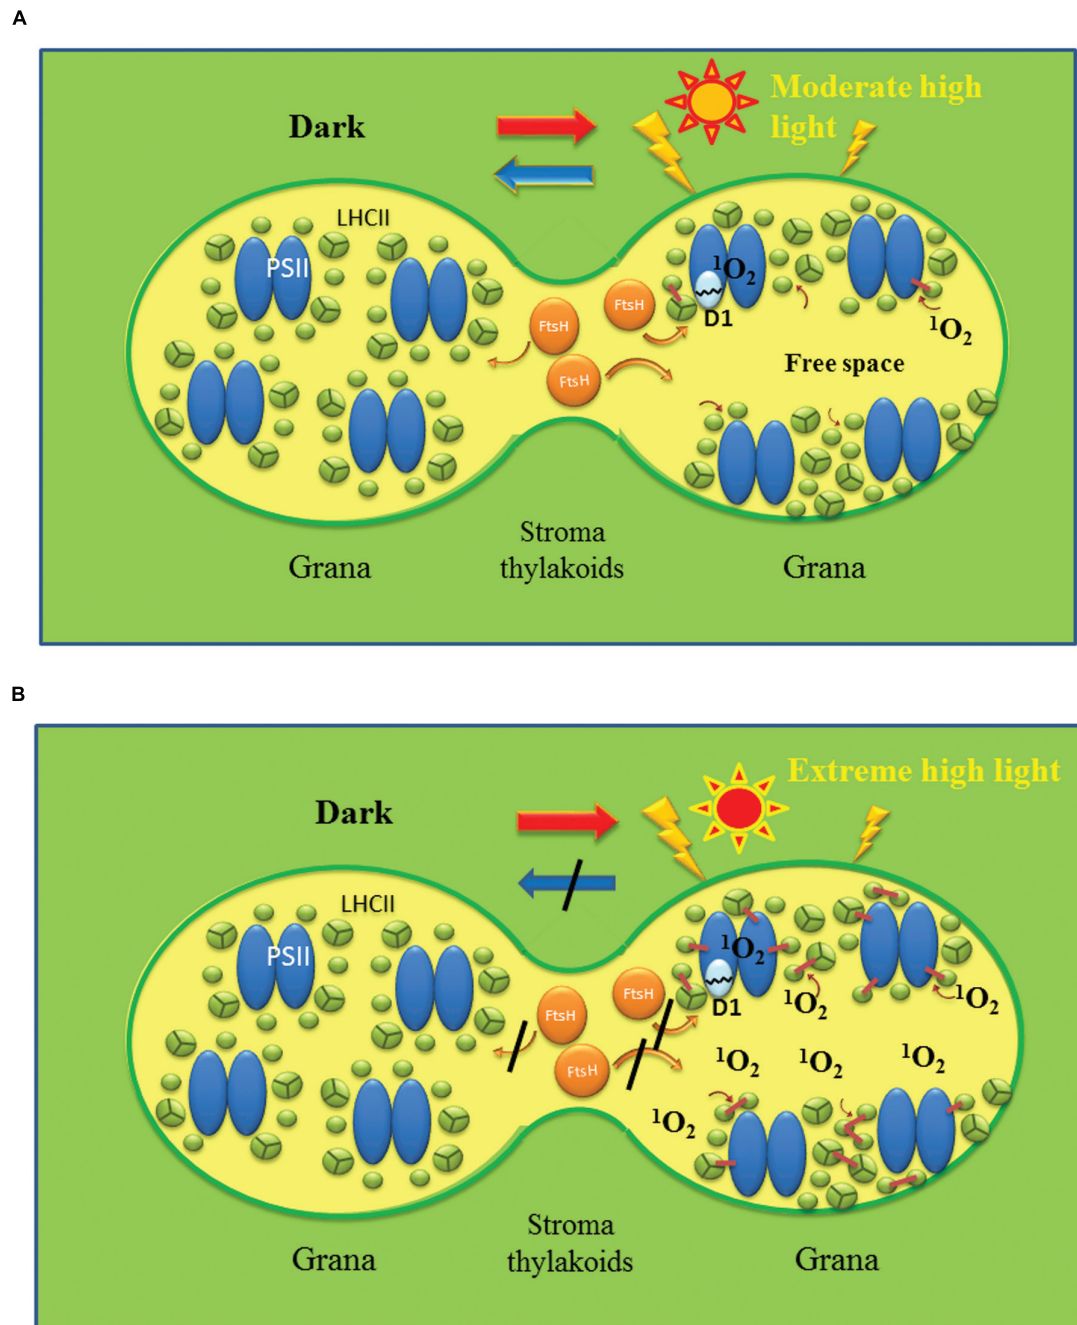 A
Dark
Moderate high
light
LHCII
PSII
¹O₂
FtsH
FtsH
D1
¹O₂
Free space
FtsH
Stroma
thylakoids
Grana
Grana
B
Extreme high light
Dark
LHCII
PSII
¹O₂
FtsH
¹O₂
¹O₂
D1
FtsH
¹O₂
¹O₂
¹O₂
FtsH
¹O₂
Stroma
thylakoids
Grana
Grana